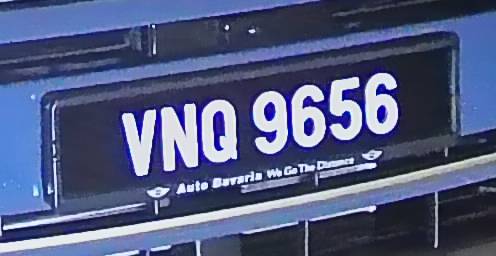 VNQ 9656
Auto Bavaria We Go The Distance